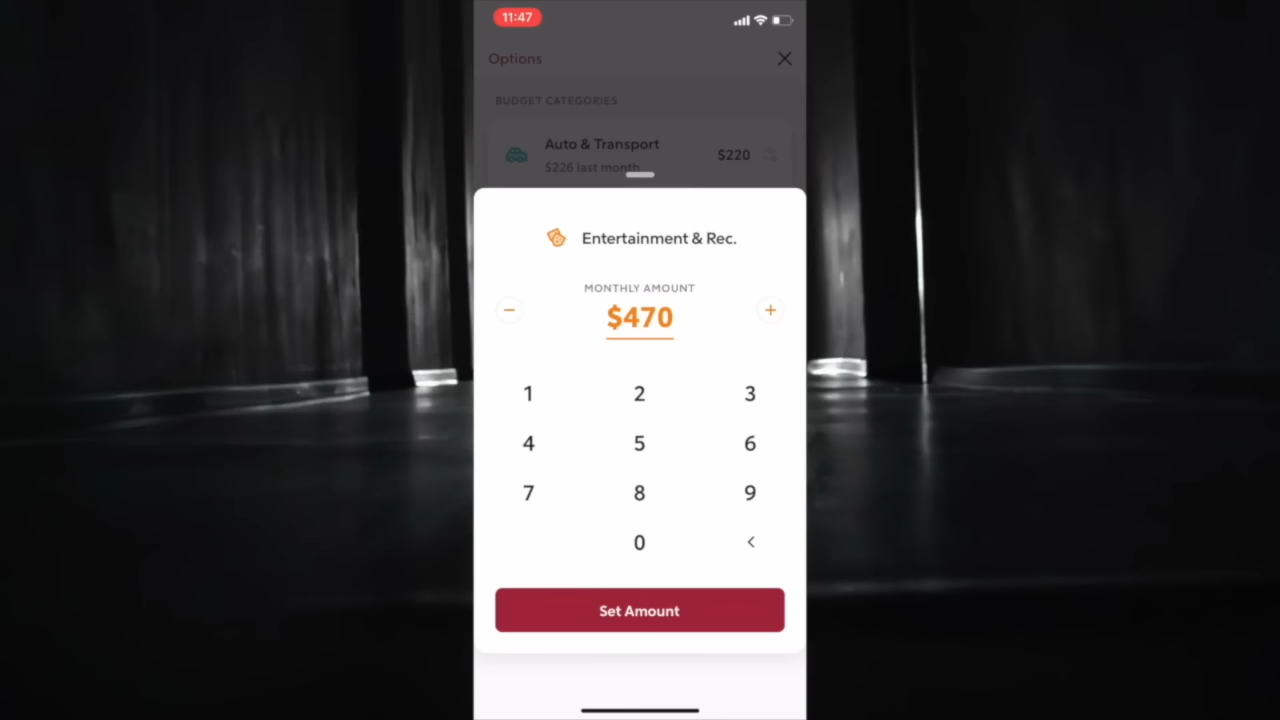 11:47
Options
BUDGET CATEGORIES
Auto & Transport
$226 last month
$220
Entertainment & Rec.
MONTHLY AMOUNT
− $470 +
1 2 3
4 5 6
7 8 9
0 <
Set Amount